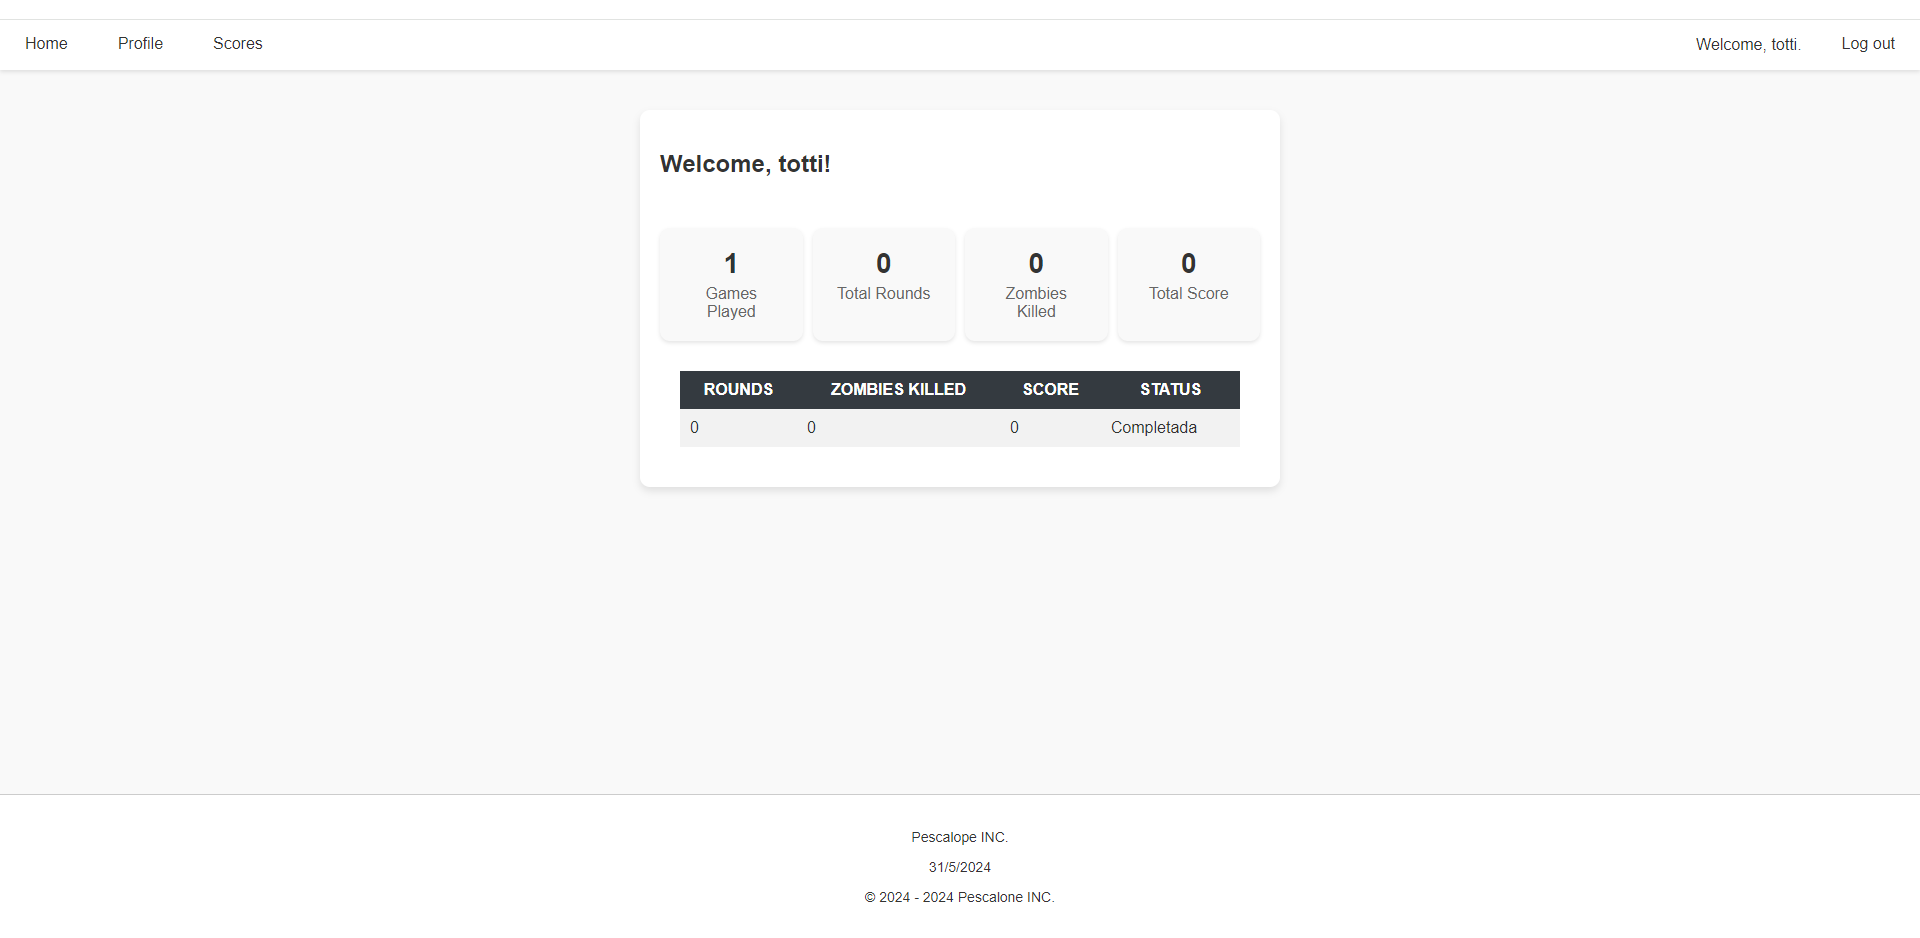 Home Profile Scores Welcome, totti. Log out
Welcome, totti!
1 0 0 0
Games Total Rounds Zombies Total Score
Played Killed
ROUNDS ZOMBIES KILLED SCORE STATUS
0 0 0 Completada
Pescalope INC.
31/5/2024
© 2024 - 2024 Pescalone INC.